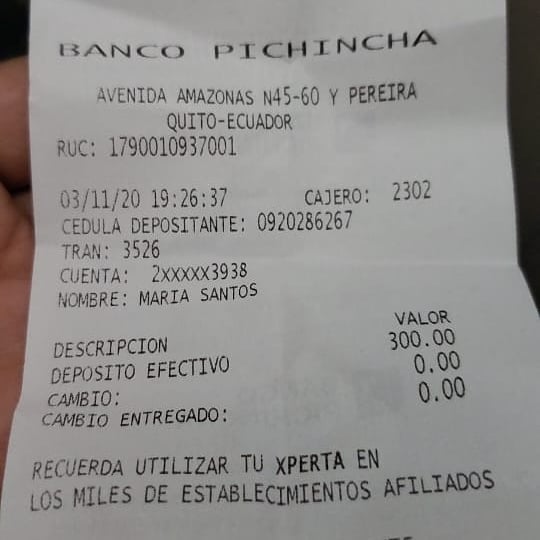 BANCO PICHINCHA
AVENIDA AMAZONAS N45-60 Y PEREIRA
QUITO-ECUADOR
RUC: 1790010937001
03/11/20 19:26:37 CAJERO: 2302
CEDULA DEPOSITANTE: 0920286267
TRAN: 3526
CUENTA: 2XXXXX3938
NOMBRE: MARIA SANTOS
VALOR
DESCRIPCION 300.00
DEPOSITO EFECTIVO 0.00
CAMBIO: 0.00
CAMBIO ENTREGADO:
RECUERDA UTILIZAR TU XPERTA EN
LOS MILES DE ESTABLECIMIENTOS AFILIADOS